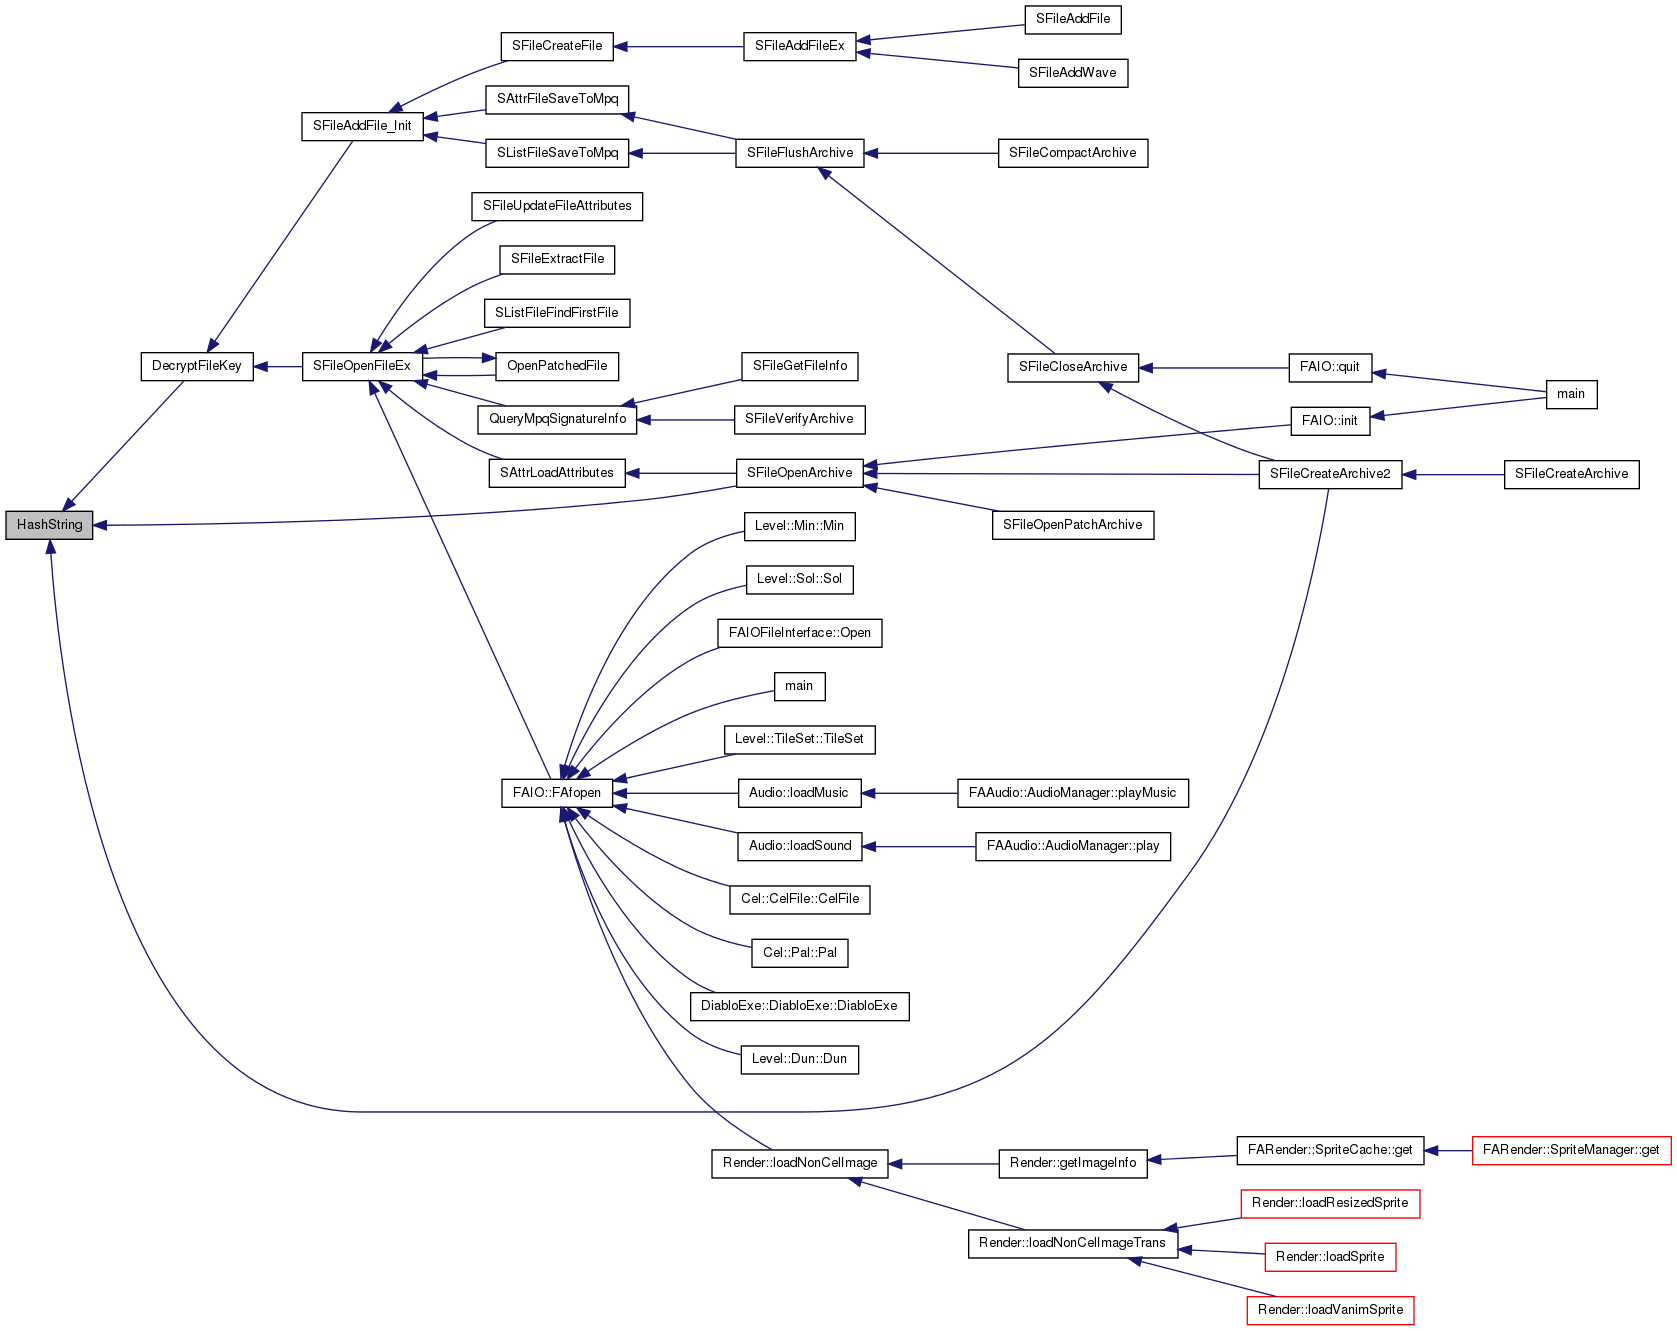 SFileAddFile
SFileCreateFile
SFileAddFileEx
SFileAddWave
SAttrFileSaveToMpq
SFileAddFile_Init
SListFileSaveToMpq
SFileFlushArchive
SFileCompactArchive
SFileUpdateFileAttributes
SFileExtractFile
SListFileFindFirstFile
DecryptFileKey
SFileOpenFileEx
OpenPatchedFile
SFileGetFileInfo
SFileCloseArchive
FAIO::quit
main
QueryMpqSignatureInfo
SFileVerifyArchive
FAIO::init
SAttrLoadAttributes
SFileOpenArchive
SFileCreateArchive2
SFileCreateArchive
HashString
SFileOpenPatchArchive
Level::Min::Min
Level::Sol::Sol
FAIOFileInterface::Open
main
Level::TileSet::TileSet
FAIO::FAfopen
Audio::loadMusic
FAAudio::AudioManager::playMusic
Audio::loadSound
FAAudio::AudioManager::play
Cel::CelFile::CelFile
Cel::Pal::Pal
DiabloExe::DiabloExe::DiabloExe
Level::Dun::Dun
Render::loadNonCelImage
Render::getImageInfo
FARender::SpriteCache::get
FARender::SpriteManager::get
Render::loadResizedSprite
Render::loadNonCelImageTrans
Render::loadSprite
Render::loadVanimSprite